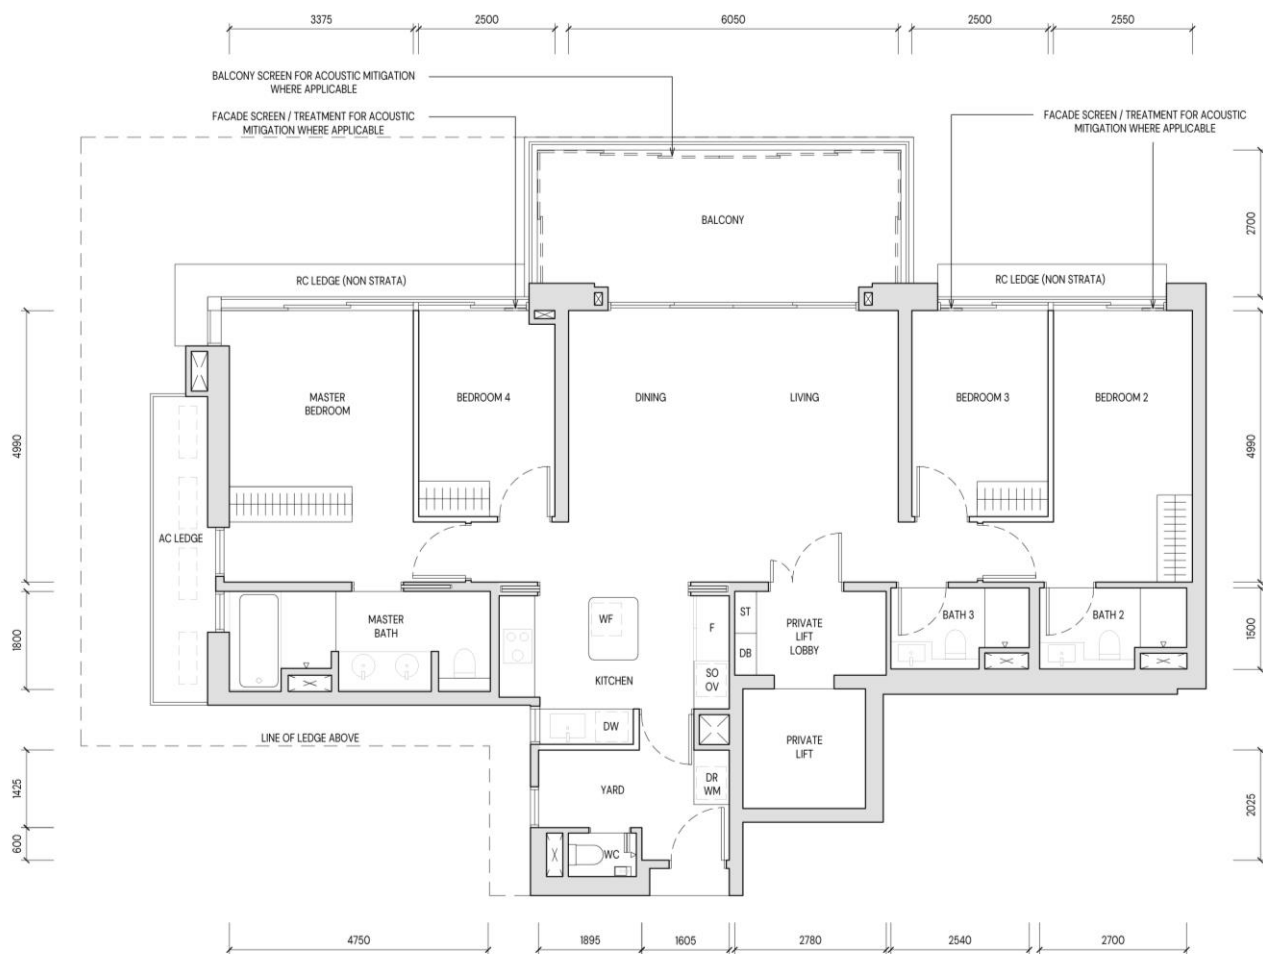 3375
2500
6050
2500
2550
BALCONY SCREEN FOR ACOUSTIC MITIGATION
WHERE APPLICABLE
FACADE SCREEN / TREATMENT FOR ACOUSTIC
MITIGATION WHERE APPLICABLE
FACADE SCREEN / TREATMENT FOR ACOUSTIC
MITIGATION WHERE APPLICABLE
BALCONY
2700
RC LEDGE (NON STRATA)
RC LEDGE (NON STRATA)
MASTER
BEDROOM
BEDROOM 4
DINING
LIVING
BEDROOM 3
BEDROOM 2
4990
4990
AC LEDGE
MASTER
BATH
WF
F
ST
DB
PRIVATE
LIFT
LOBBY
BATH 3
BATH 2
1800
1500
KITCHEN
SO
OV
DW
LINE OF LEDGE ABOVE
PRIVATE
LIFT
YARD
DR
WM
1425
2025
600
WC
4750
1895
1605
2780
2540
2700